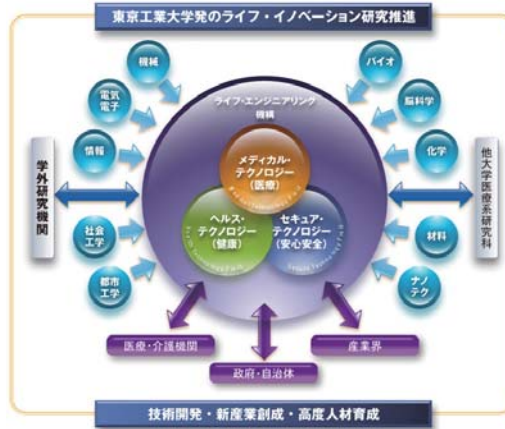 東京工業大学発のライフ・イノベーション研究推進
機械
バイオ
電気
電子
脳科学
ライフ・エンジニアリング
機構
情報
化学
メディカル・
テクノロジー
(医療)
学外研究機関
他大学医療系研究科
ヘルス・
テクノロジー
(健康)
セキュア・
テクノロジー
(安心安全)
社会
工学
材料
都市
工学
ナノ
テク
医療・介護機関
産業界
政府・自治体
技術開発・新産業創成・高度人材育成